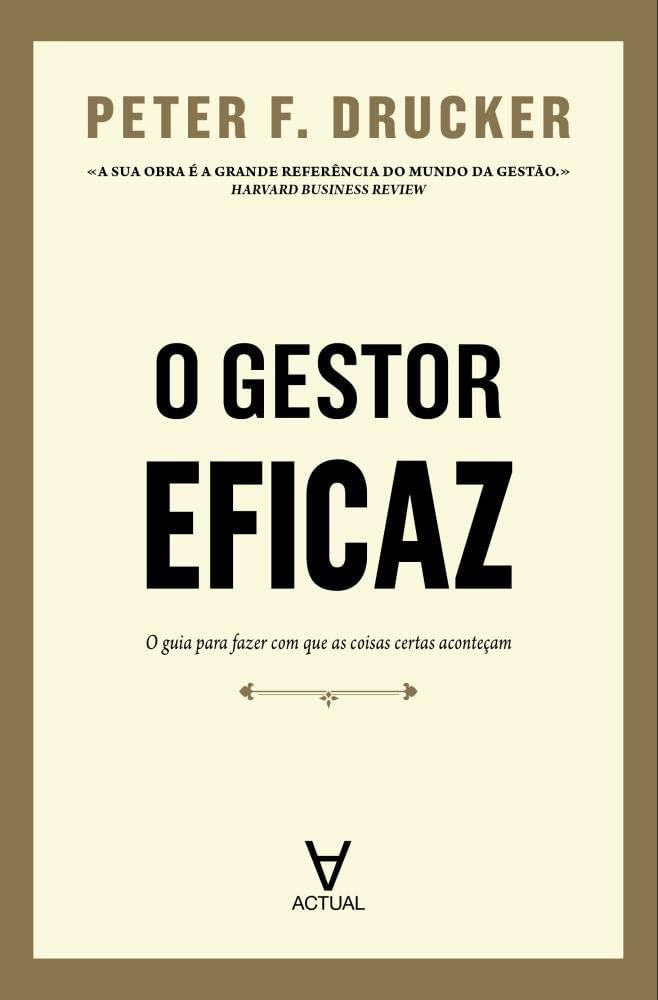 PETER F. DRUCKER
«A SUA OBRA É A GRANDE REFERÊNCIA DO MUNDO DA GESTÃO.»
HARVARD BUSINESS REVIEW
O GESTOR
EFICAZ
O guia para fazer com que as coisas certas aconteçam
ACTUAL